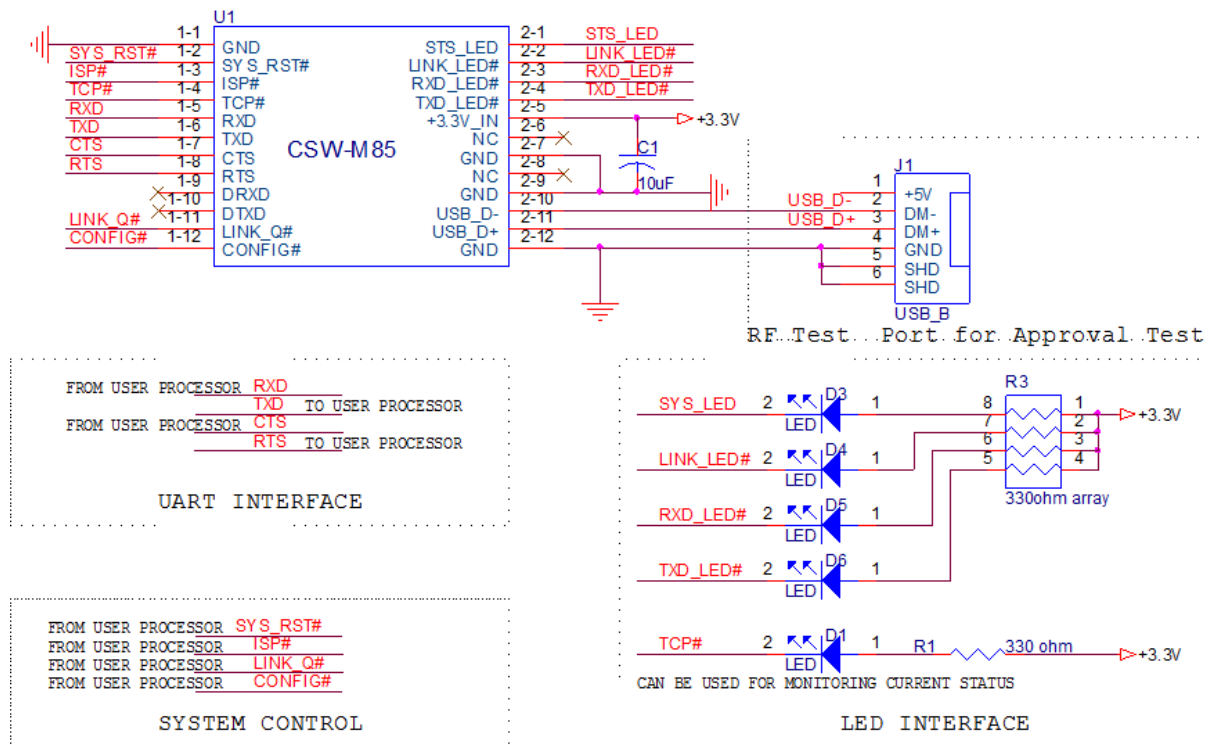 U1
1-1 GND STS_LED 2-1 STS_LED
SYS_RST# 1-2 SYS_RST# LINK_LED# 2-2 LINK_LED#
ISP# 1-3 ISP# RXD_LED# 2-3 RXD_LED#
TCP# 1-4 TCP# TXD_LED# 2-4 TXD_LED#
RXD 1-5 RXD +3.3V_IN 2-5 +3.3V
TXD 1-6 TXD NC 2-6
CTS 1-7 CTS GND 2-7
RTS 1-8 RTS NC 2-8
1-9 DRXD GND 2-9
1-10 DTXD USB_D- 2-10 USB_D-
LINK_Q# 1-11 LINK_Q# USB_D+ 2-11 USB_D+
CONFIG# 1-12 CONFIG# GND 2-12
CSW-M85
C1
10uF
J1
1 +5V
2 DM-
3 DM+
4 GND
5 SHD
6 SHD
USB_B
RF Test Port for Approval Test
FROM USER PROCESSOR RXD
TXD TO USER PROCESSOR
FROM USER PROCESSOR CTS
RTS TO USER PROCESSOR
UART INTERFACE
FROM USER PROCESSOR SYS_RST#
FROM USER PROCESSOR ISP#
FROM USER PROCESSOR LINK_Q#
FROM USER PROCESSOR CONFIG#
SYSTEM CONTROL
R3
SYS_LED 2 D3 1 8 1 +3.3V
LED 7 2
LINK_LED# 2 D4 1 6 3
LED 5 4
330ohm array
RXD_LED# 2 D5 1
LED
TXD_LED# 2 D6 1
LED
TCP# 2 D1 1 R1 330 ohm +3.3V
LED
CAN BE USED FOR MONITORING CURRENT STATUS
LED INTERFACE